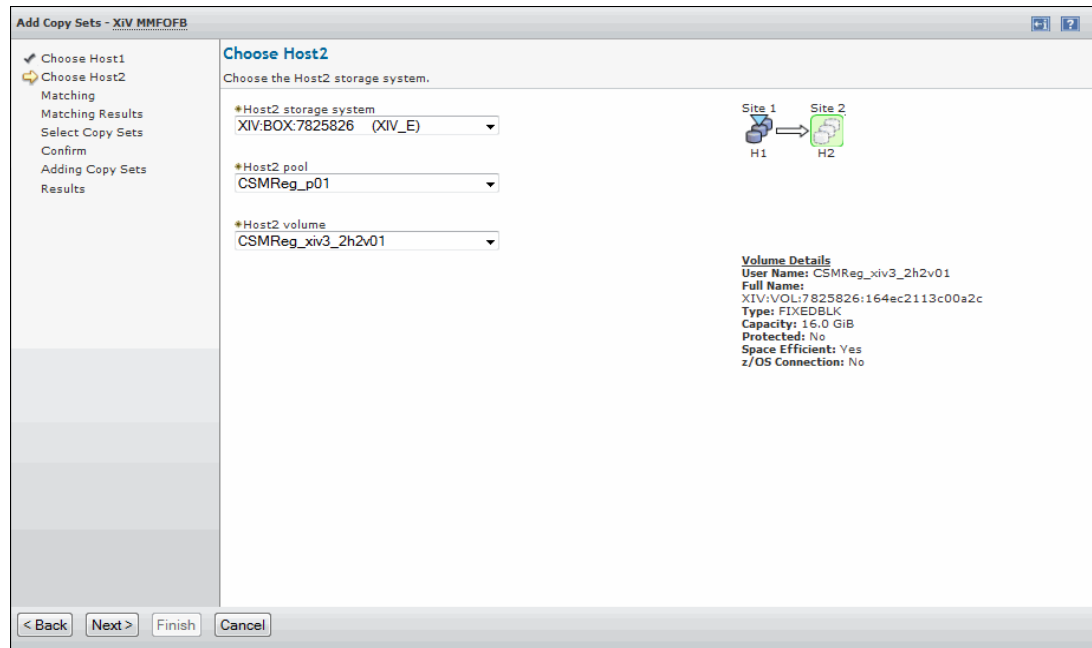 Add Copy Sets - XiV MMFOFB
Choose Host1
Choose Host2
Matching
Matching Results
Select Copy Sets
Confirm
Adding Copy Sets
Results
Choose Host2
Choose the Host2 storage system.
*Host2 storage system
XIV:BOX:7825826 (XIV_E)
*Host2 pool
CSMReg_p01
*Host2 volume
CSMReg_xiv3_2h2v01
Site 1 Site 2
H1 H2
Volume Details
User Name: CSMReg_xiv3_2h2v01
Full Name:
XIV:VOL:7825826:164ec2113c00a2c
Type: FIXEDBLK
Capacity: 16.0 GiB
Protected: No
Space Efficient: Yes
z/OS Connection: No
< Back Next > Finish Cancel